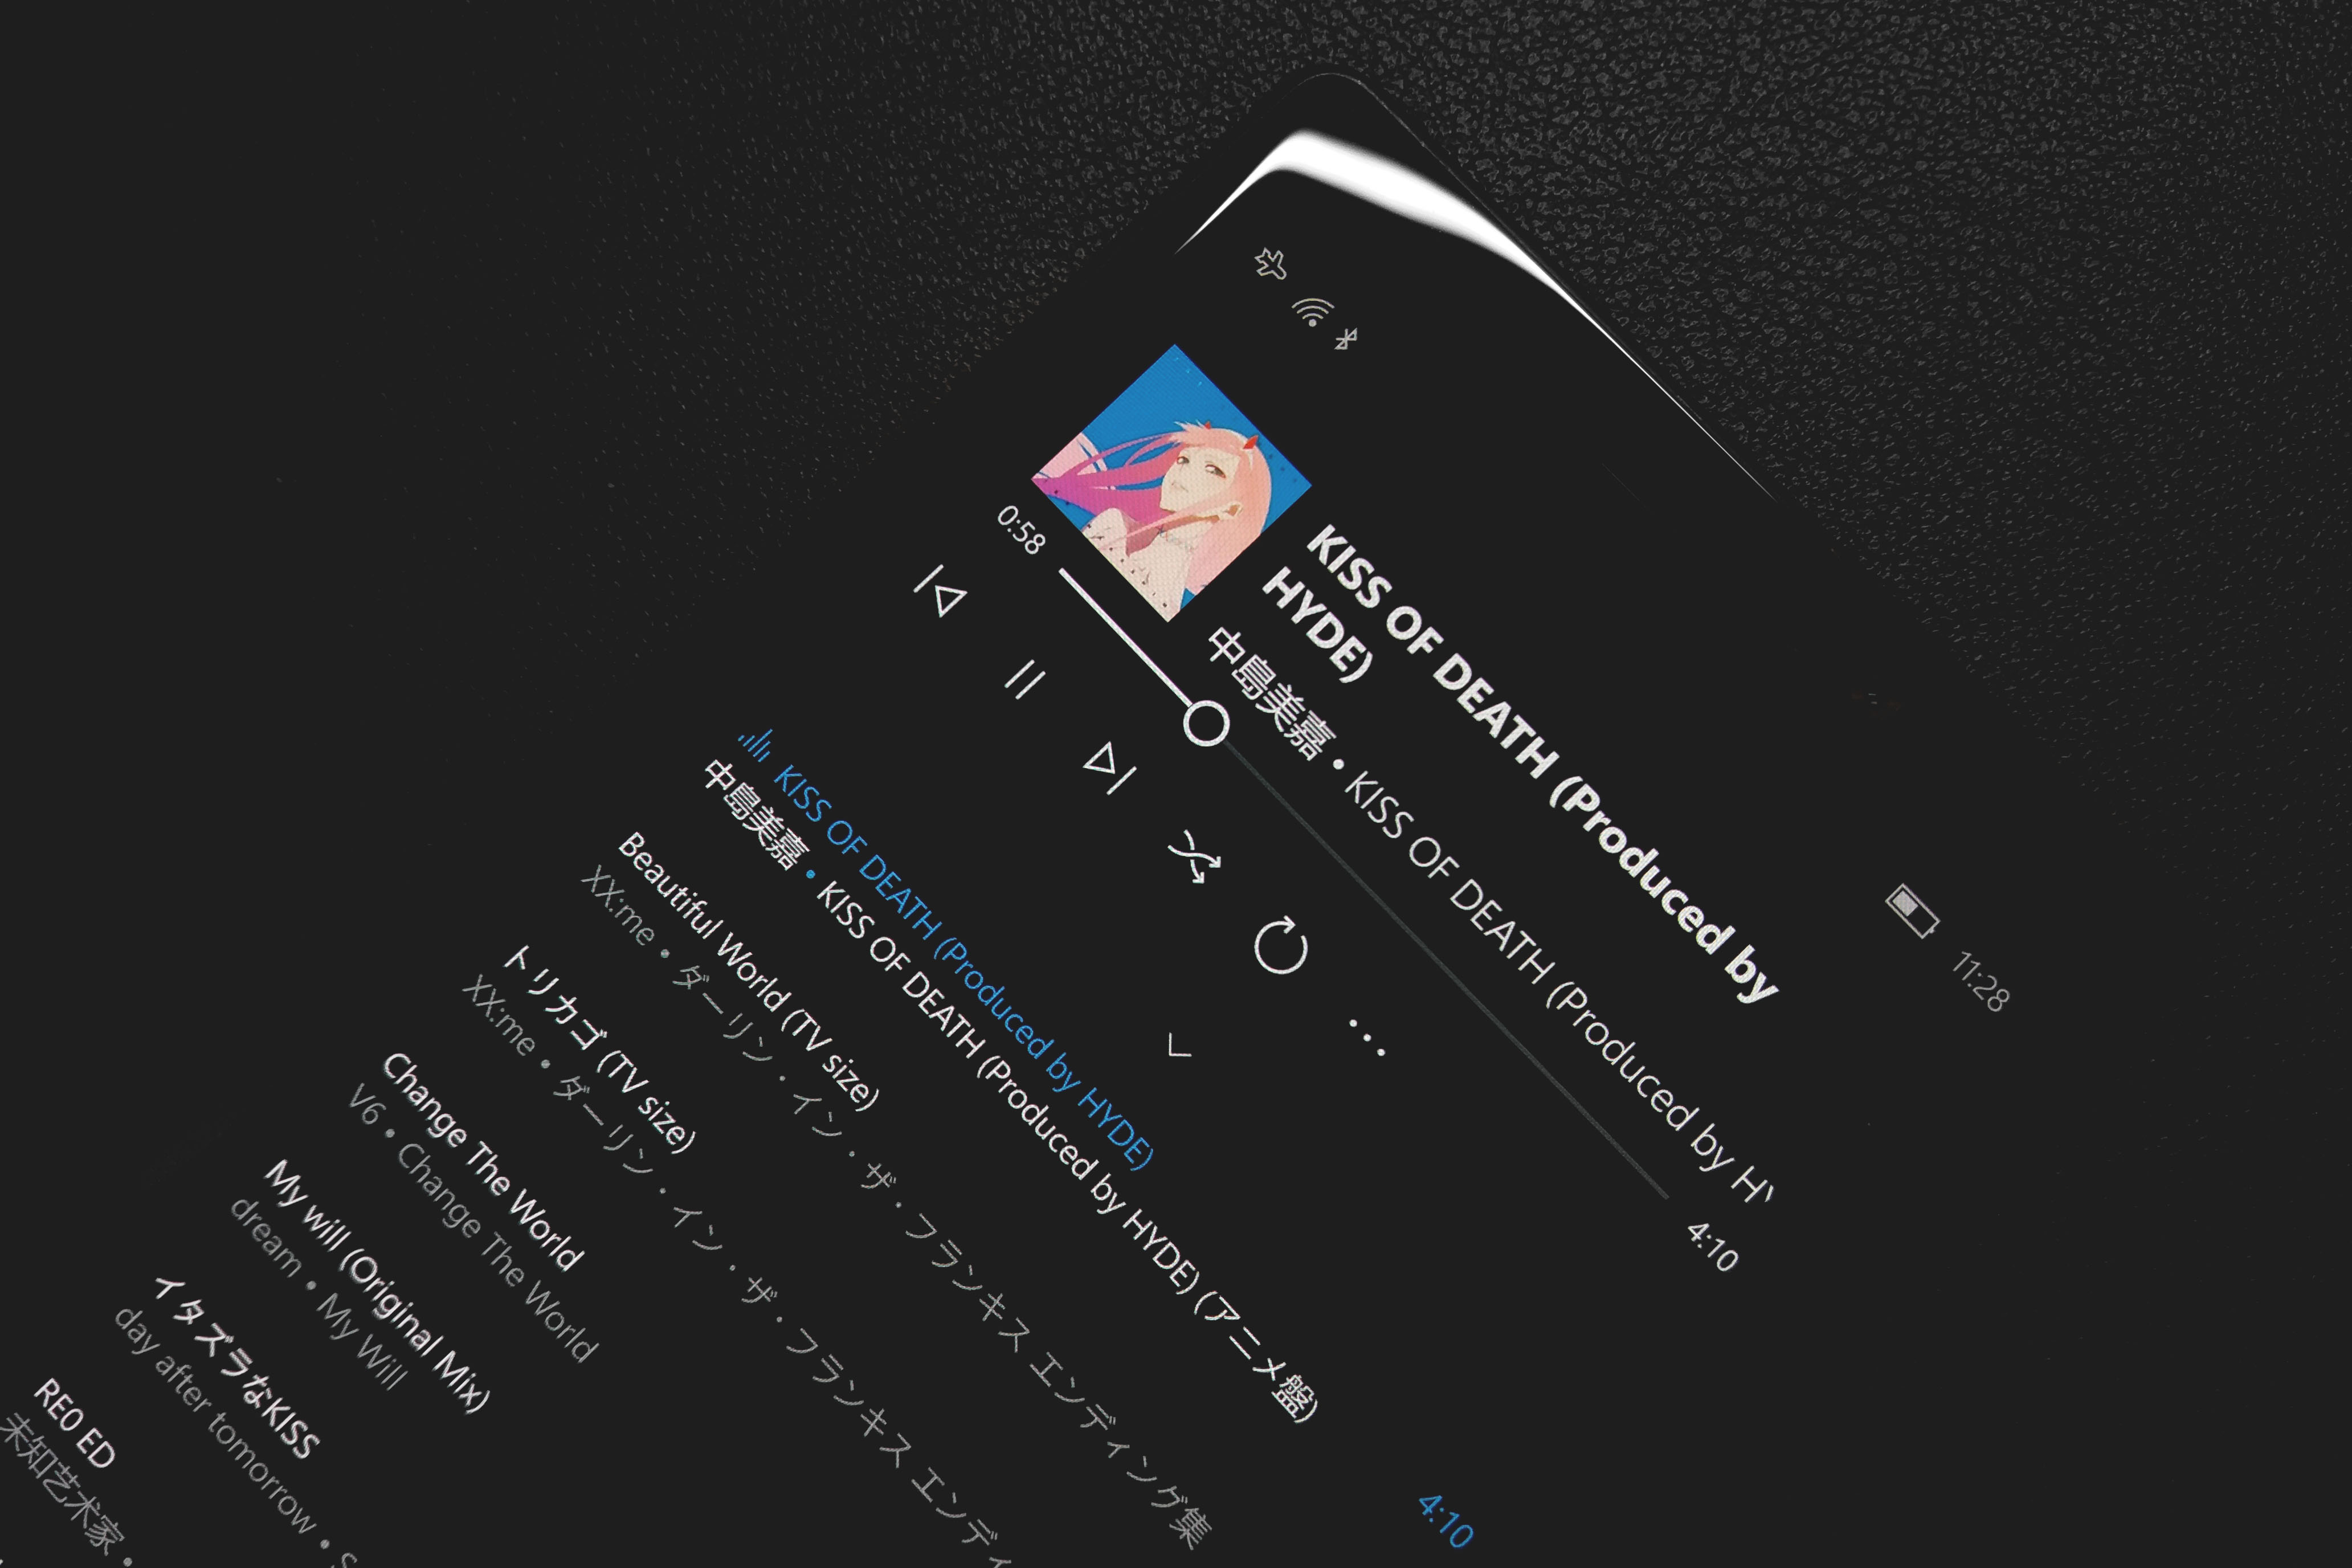 11:28
KISS OF DEATH (Produced by
HYDE)
中島美嘉 • KISS OF DEATH (Produced by
0:58
4:10
KISS OF DEATH (Produced by HYDE)
4:10
中島美嘉 • KISS OF DEATH (Produced by HYDE) (アニメ盤)
Beautiful World (TV size)
XX:me • ダーリン・イン・ザ・フランキス エンディング集
トリカゴ (TV size)
XX:me • ダーリン・イン・ザ・フランキス エンディ
Change The World
V6 • Change The World
My will (Original Mix)
dream • My Will
イタズラなKISS
day after tomorrow •
RE0 ED
未知艺术家 •